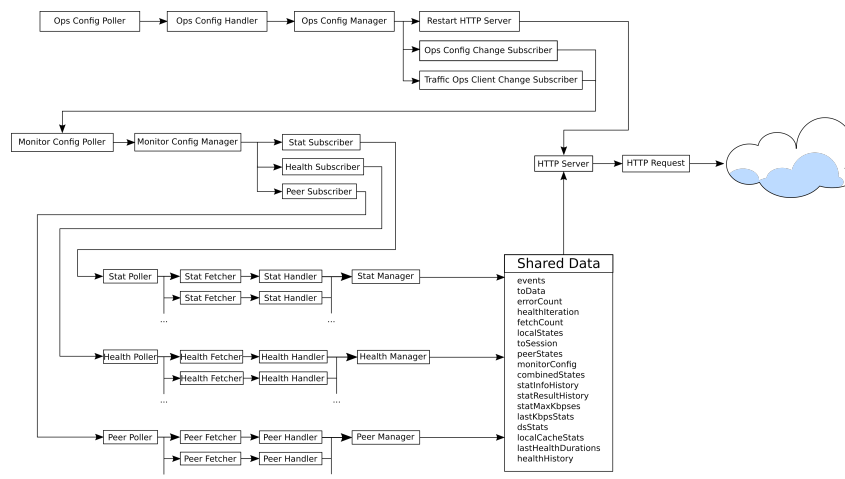 Ops Config Poller
Ops Config Handler
Ops Config Manager
Restart HTTP Server
Ops Config Change Subscriber
Traffic Ops Client Change Subscriber
Monitor Config Poller
Monitor Config Manager
Stat Subscriber
Health Subscriber
Peer Subscriber
HTTP Server
HTTP Request
Stat Poller
Stat Fetcher
Stat Handler
Stat Manager
Stat Fetcher
Stat Handler
...
...
Health Poller
Health Fetcher
Health Handler
Health Manager
Health Fetcher
Health Handler
...
...
Peer Poller
Peer Fetcher
Peer Handler
Peer Manager
Peer Fetcher
Peer Handler
Shared Data
events
toData
errorCount
healthIteration
fetchCount
localStates
toSession
peerStates
monitorConfig
combinedStates
statInfoHistory
statResultHistory
statMaxKbpses
lastKbpsStats
dsStats
localCacheStats
lastHealthDurations
healthHistory